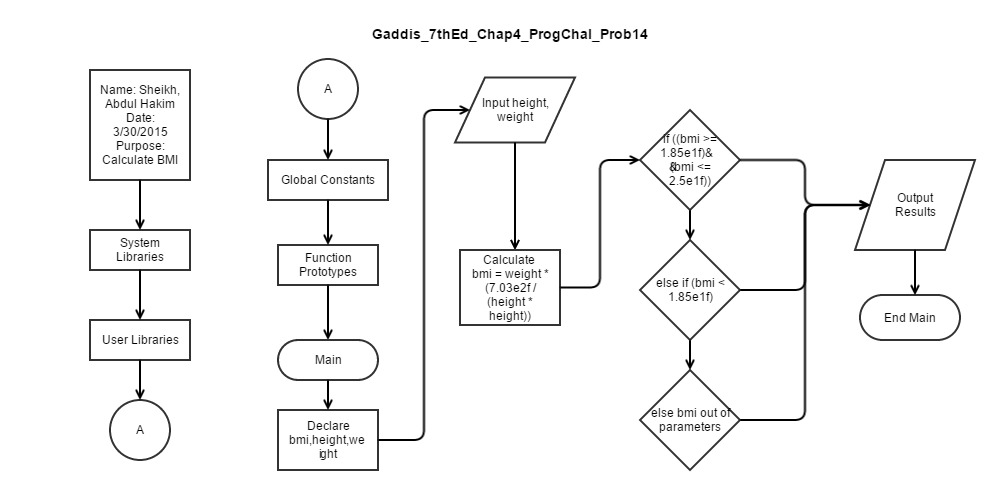 Gaddis_7thEd_Chap4_ProgChal_Prob14
Name: Sheikh,
Abdul Hakim
Date:
3/30/2015
Purpose:
Calculate BMI
System
Libraries
User Libraries
A
A
Global Constants
Function
Prototypes
Main
Declare
bmi,height,we
ight
Input height,
weight
Calculate
bmi = weight *
(7.03e2f /
(height *
height))
if ((bmi >=
1.85e1f)&
&(bmi <=
2.5e1f))
else if (bmi <
1.85e1f)
else bmi out of
parameters
Output
Results
End Main